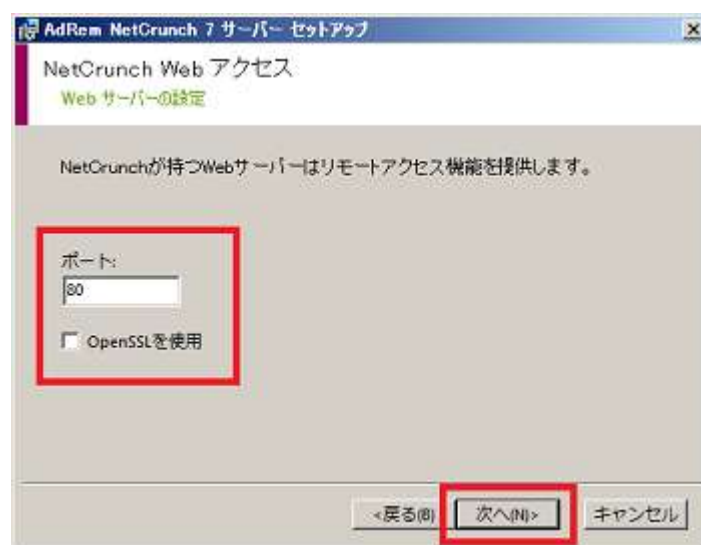 AdRem NetCrunch 7 サーバー セットアップ
NetCrunch Web アクセス
Web サーバーの設定
NetCrunchが持つWebサーバーはリモートアクセス機能を提供します。
ポート:
80
OpenSSLを使用
<戻る(B)
次へ(N)>
キャンセル